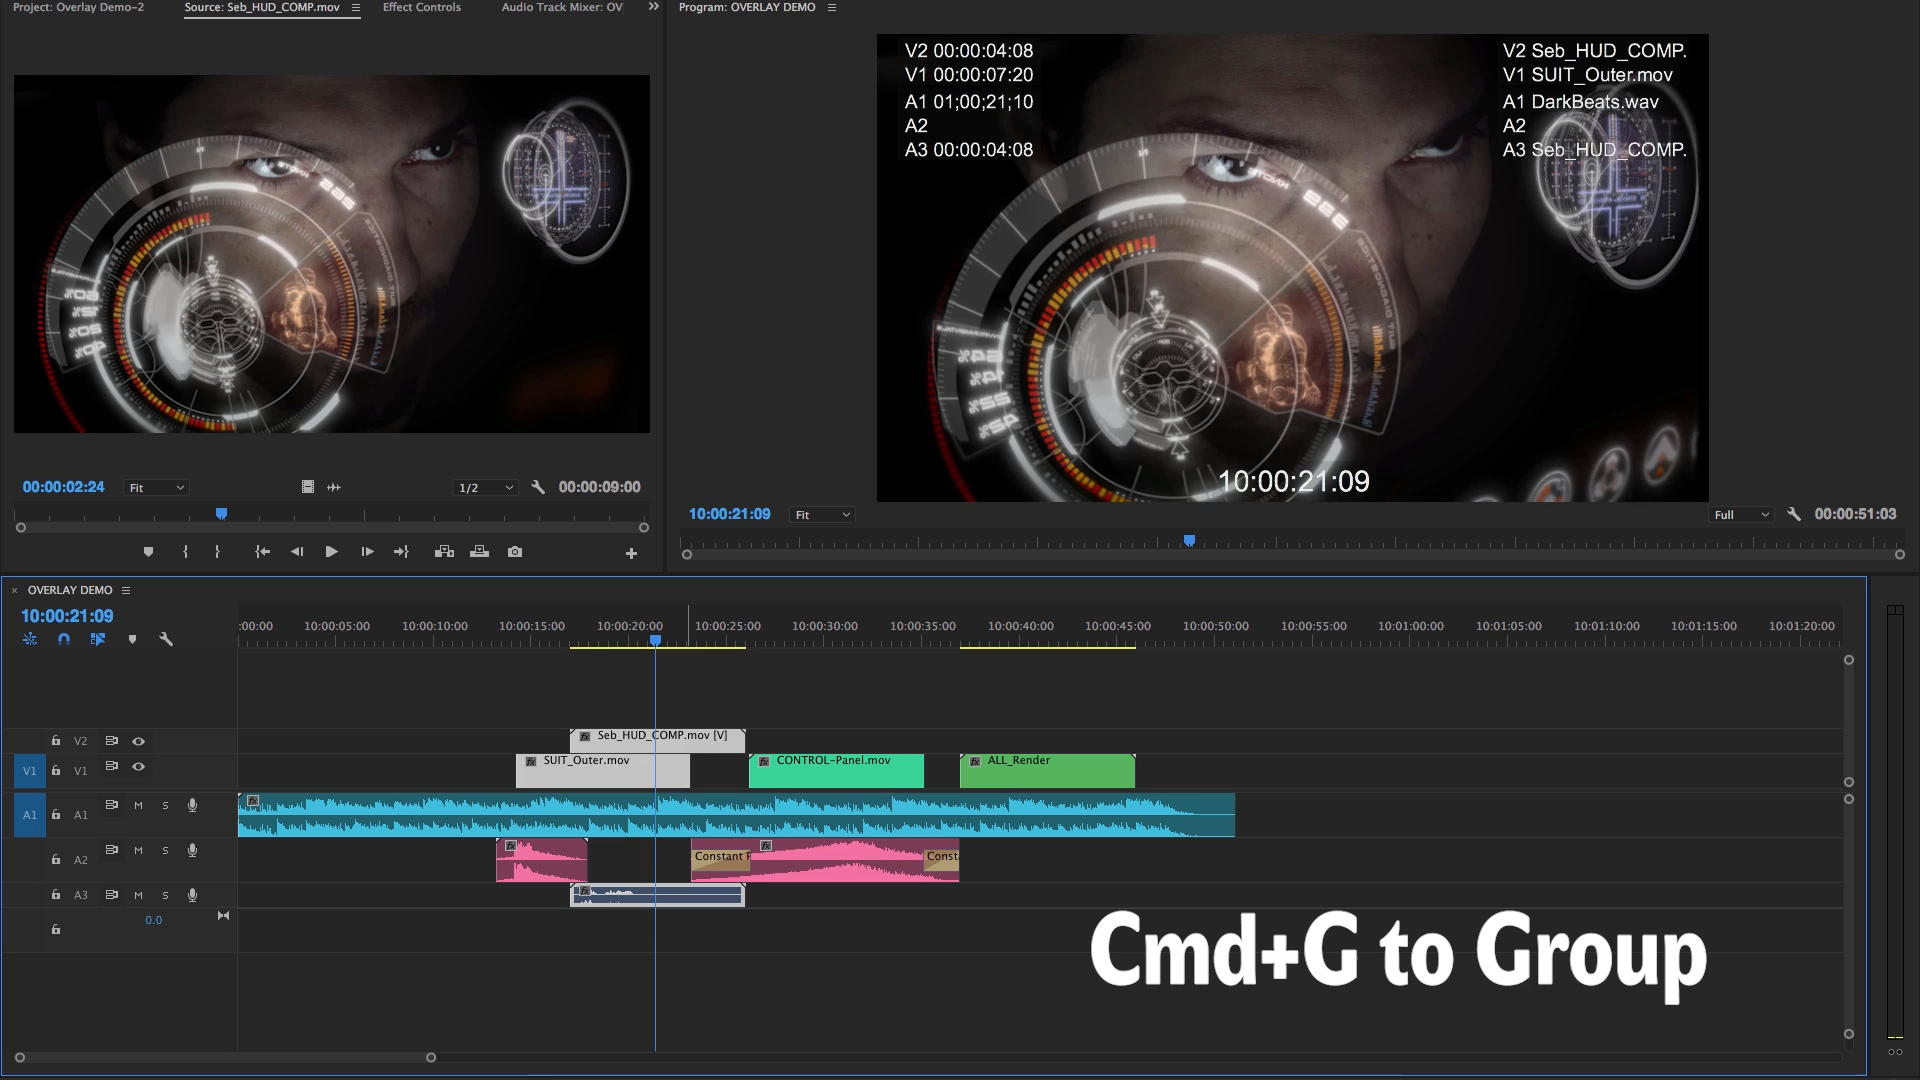 Project: Overlay Demo-2
Source: Seb_HUD_COMP.mov
Effect Controls
Audio Track Mixer: OV
Program: OVERLAY DEMO
V2 00:00:04:08
V1 00:00:07:20
A1 01;00;21;10
A2
A3 00:00:04:08
V2 Seb_HUD_COMP.
V1 SUIT_Outer.mov
A1 DarkBeats.wav
A2
A3 Seb_HUD_COMP.
10:00:21:09
00:00:02:24
Fit
1/2
00:00:09:00
10:00:21:09
Fit
Full
00:00:51:03
OVERLAY DEMO
10:00:21:09
:00:00 10:00:05:00 10:00:10:00 10:00:15:00 10:00:20:00 10:00:25:00 10:00:30:00 10:00:35:00 10:00:40:00 10:00:45:00 10:00:50:00 10:00:55:00 10:01:00:00 10:01:05:00 10:01:10:00 10:01:15:00 10:01:20:00
V2
fx Seb_HUD_COMP.mov [V]
V1 V1
fx SUIT_Outer.mov
fx CONTROL-Panel.mov
fx ALL_Render
A1 A1 M S
fx
A2 M S
fx
Constant P
fx
Const
A3 M S
fx
0.0
Cmd+G to Group